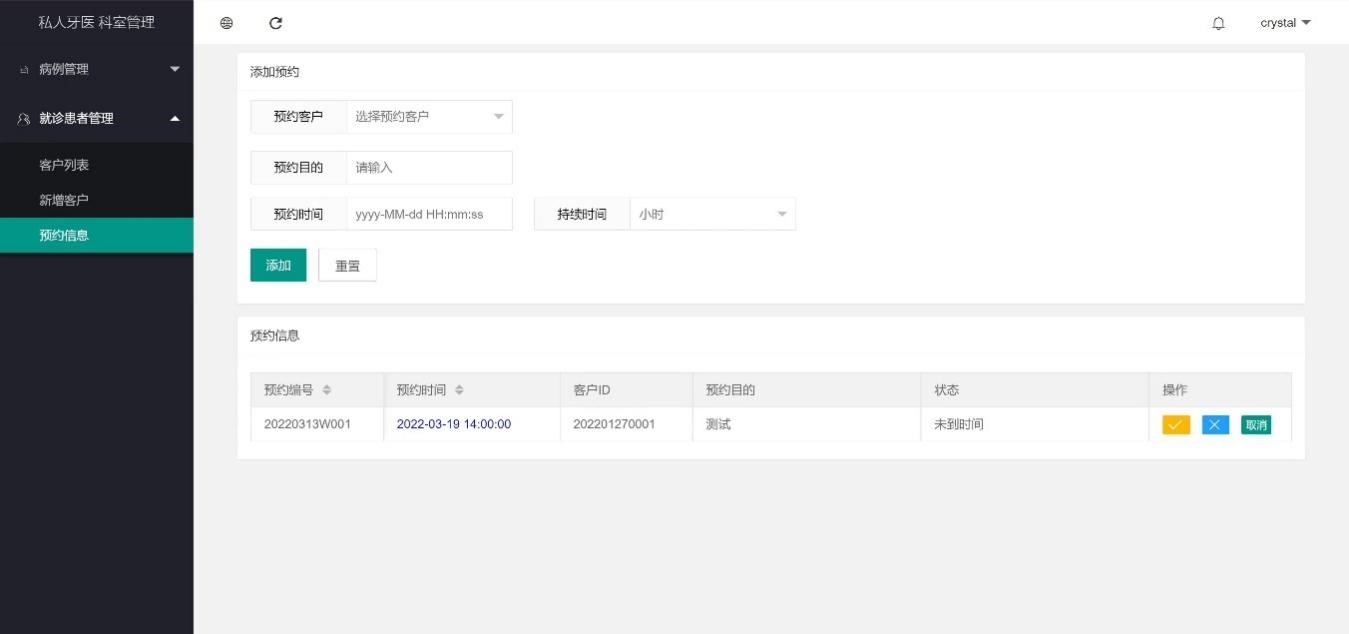 私人牙医 科室管理
crystal
病例管理
就诊患者管理
客户列表
新增客户
预约信息
添加预约
预约客户 选择预约客户
预约目的 请输入
预约时间 yyyy-MM-dd HH:mm:ss 持续时间 小时
添加 重置
预约信息
预约编号 预约时间 客户ID 预约目的 状态 操作
20220313W001 2022-03-19 14:00:00 202201270001 测试 未到时间 取消